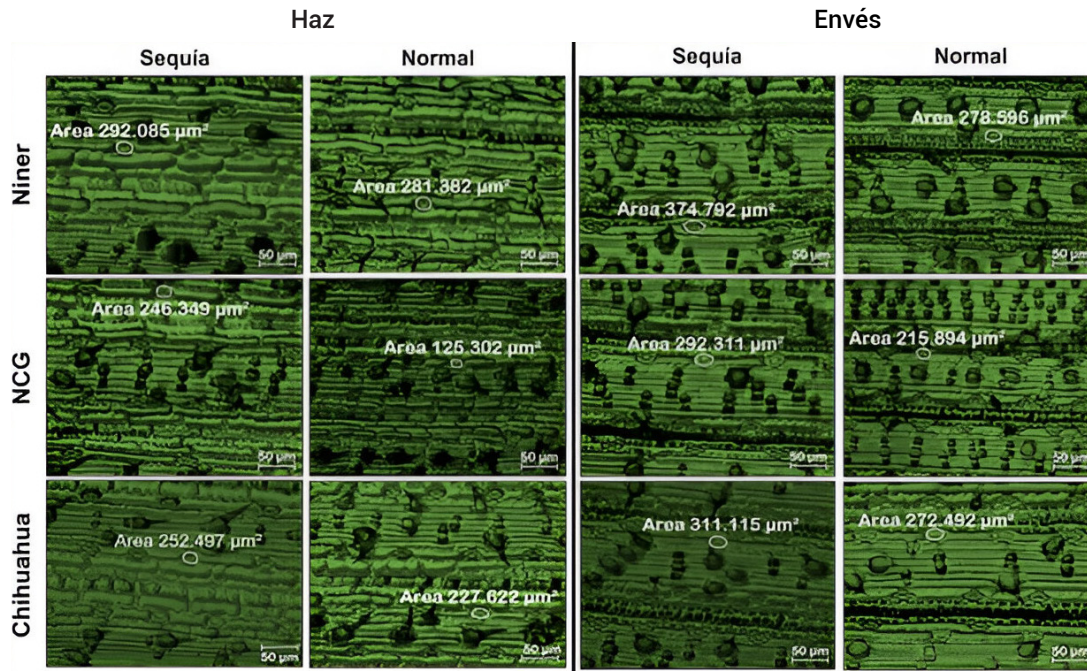 Haz Envés
Sequía Normal Sequía Normal
Niner
Area 292.085 µm²
50 µm
Area 281.382 µm²
50 µm
Area 374.792 µm²
50 µm
Area 278.596 µm²
50 µm
NCG
Area 246.349 µm²
50 µm
Area 125.302 µm²
50 µm
Area 292.311 µm²
50 µm
Area 215.894 µm²
50 µm
Chihuahua
Area 252.497 µm²
50 µm
Area 227.622 µm²
50 µm
Area 311.115 µm²
50 µm
Area 272.492 µm²
50 µm